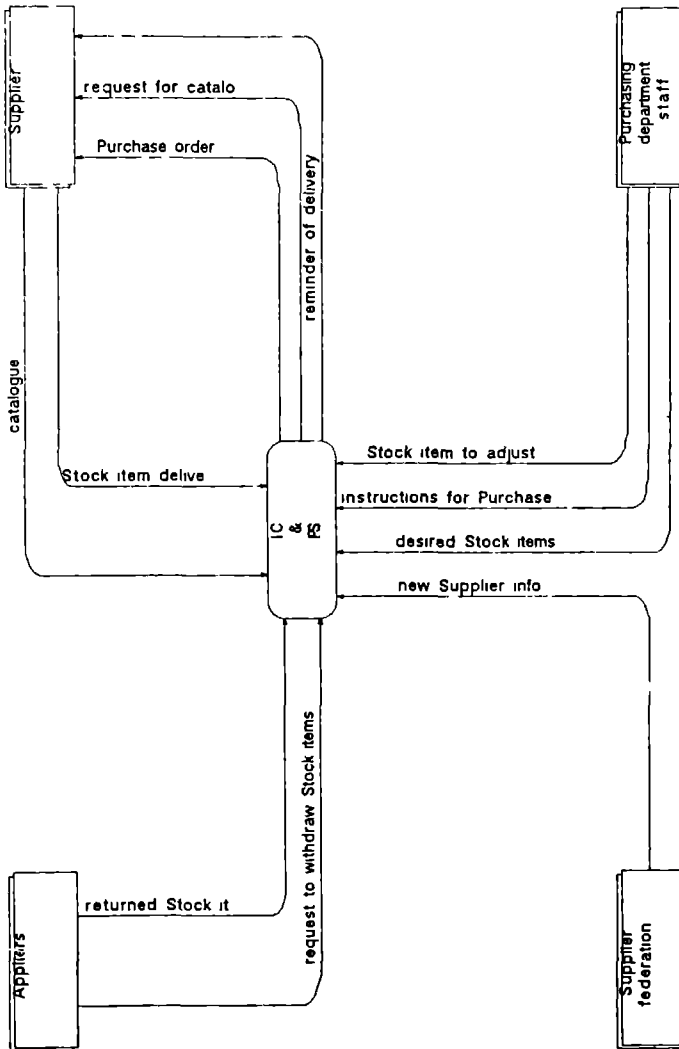 Supplier
request for catalo
Purchase order
reminder of delivery
catalogue
Stock item delive
Purchasing
department
staff
IC
&
PS
Stock item to adjust
instructions for Purchase
desired Stock items
new Supplier info
Appliers
returned Stock it
request to withdraw Stock items
Supplier
federation